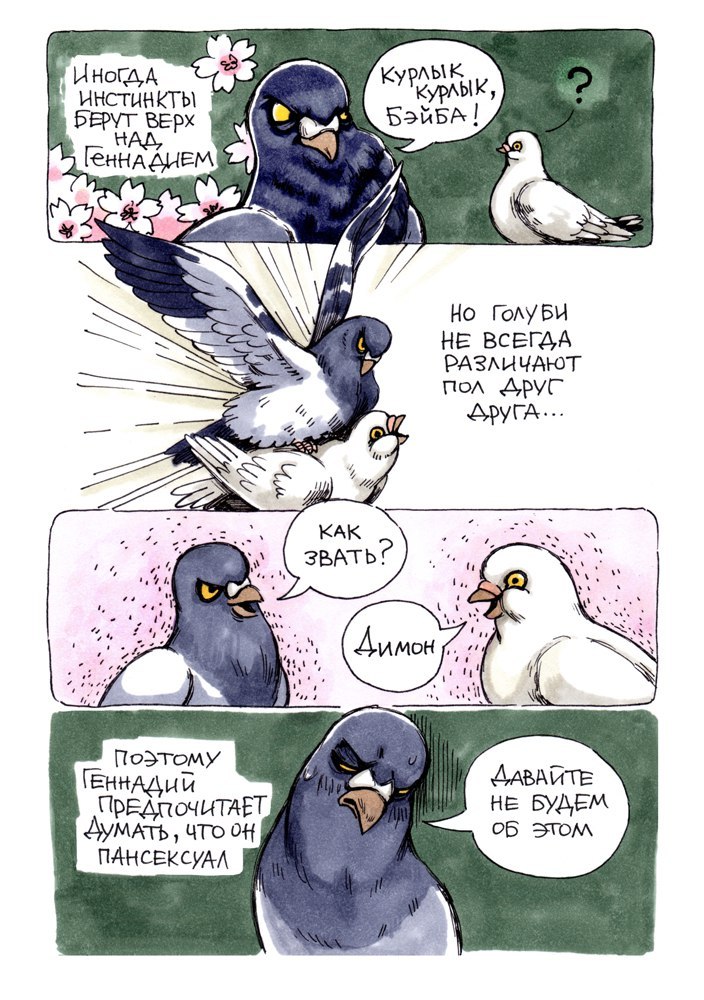 Иногда
инстинкты
берут верх
над
Геннадием
Курлык
курлык,
бэйба!
?
Но голуби
не всегда
различают
пол друг
друга...
Как
звать?
Димон
Поэтому
Геннадий
предпочитает
думать, что он
пансексуал
Давайте
не будем
об этом